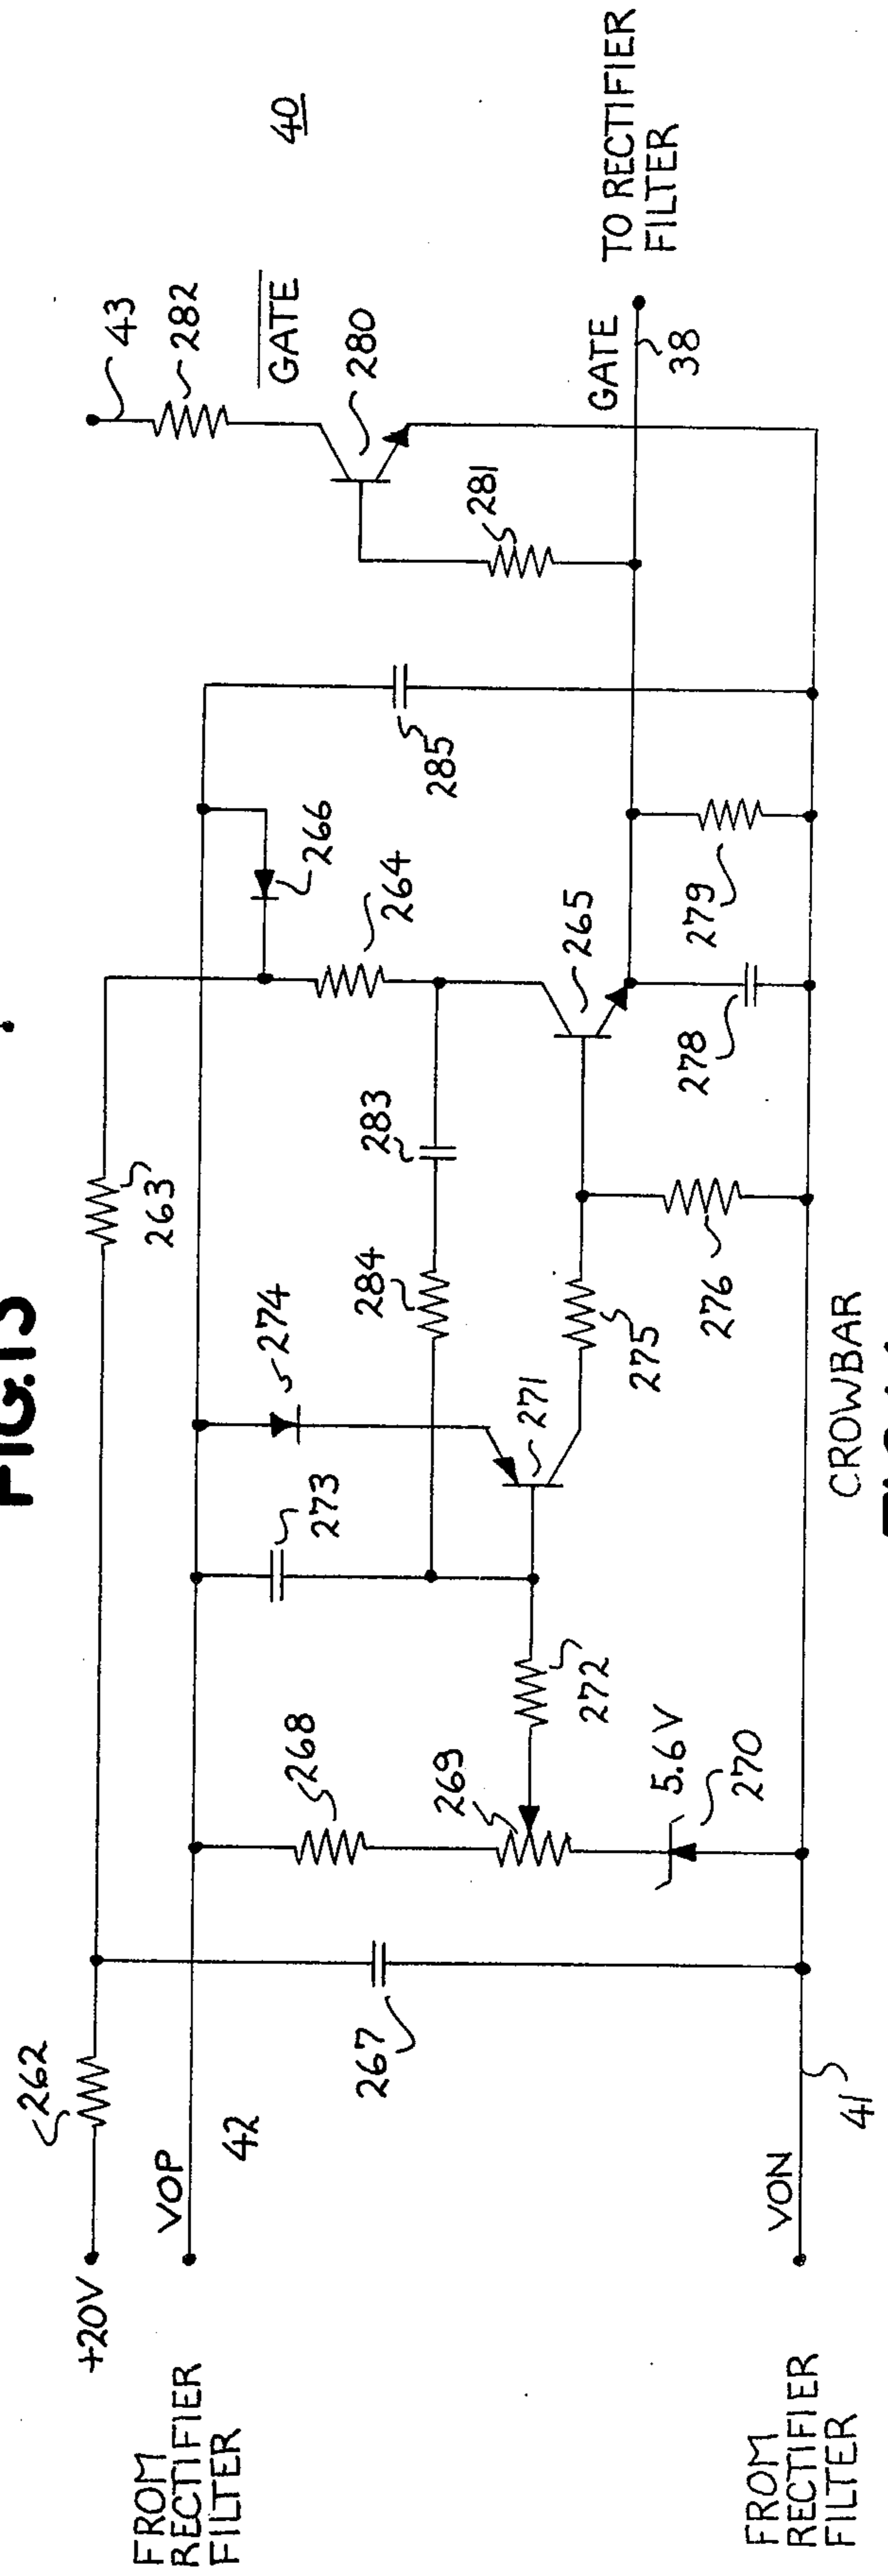 FIG.13
40
+20V
262
263
43
282
GATE
280
281
GATE
38
TO RECTIFIER
FILTER
FROM
RECTIFIER
FILTER
VOP
42
267
268
269
270
5.6V
272
273
274
271
284
283
275
276
266
264
265
278
279
285
FROM
RECTIFIER
FILTER
VON
41
CROWBAR